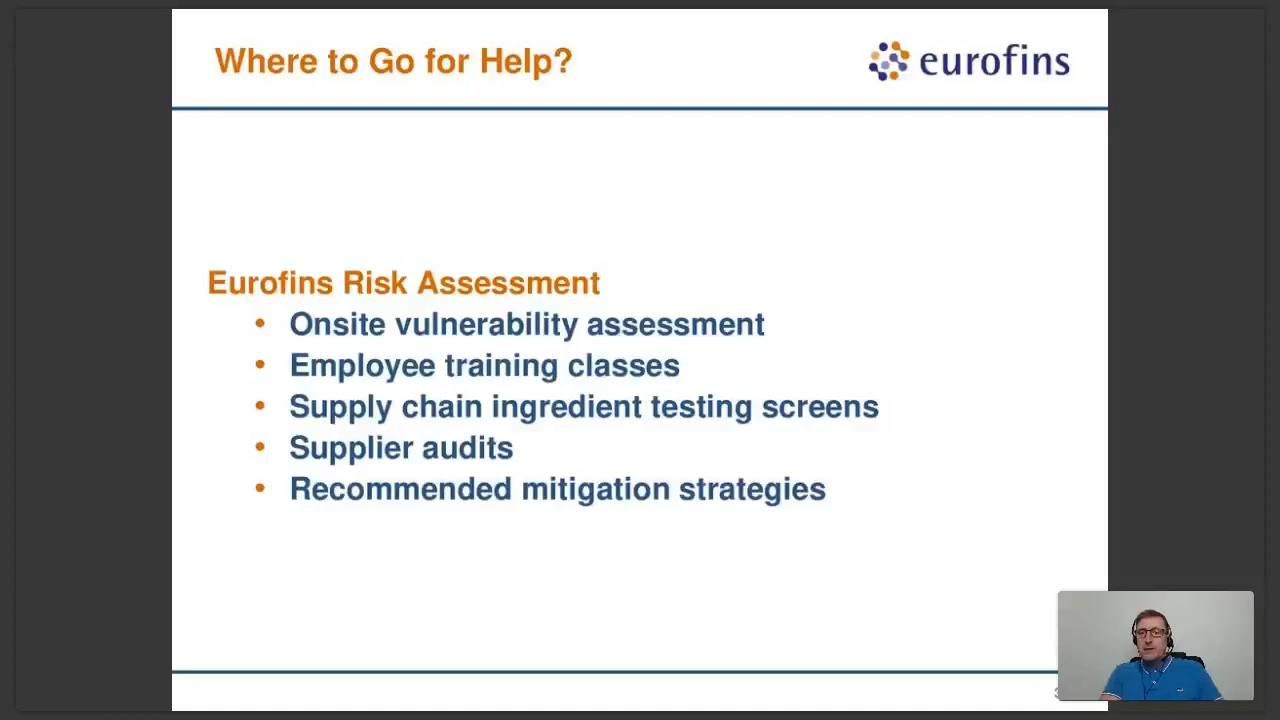 Where to Go for Help?
eurofins
Eurofins Risk Assessment
• Onsite vulnerability assessment
• Employee training classes
• Supply chain ingredient testing screens
• Supplier audits
• Recommended mitigation strategies